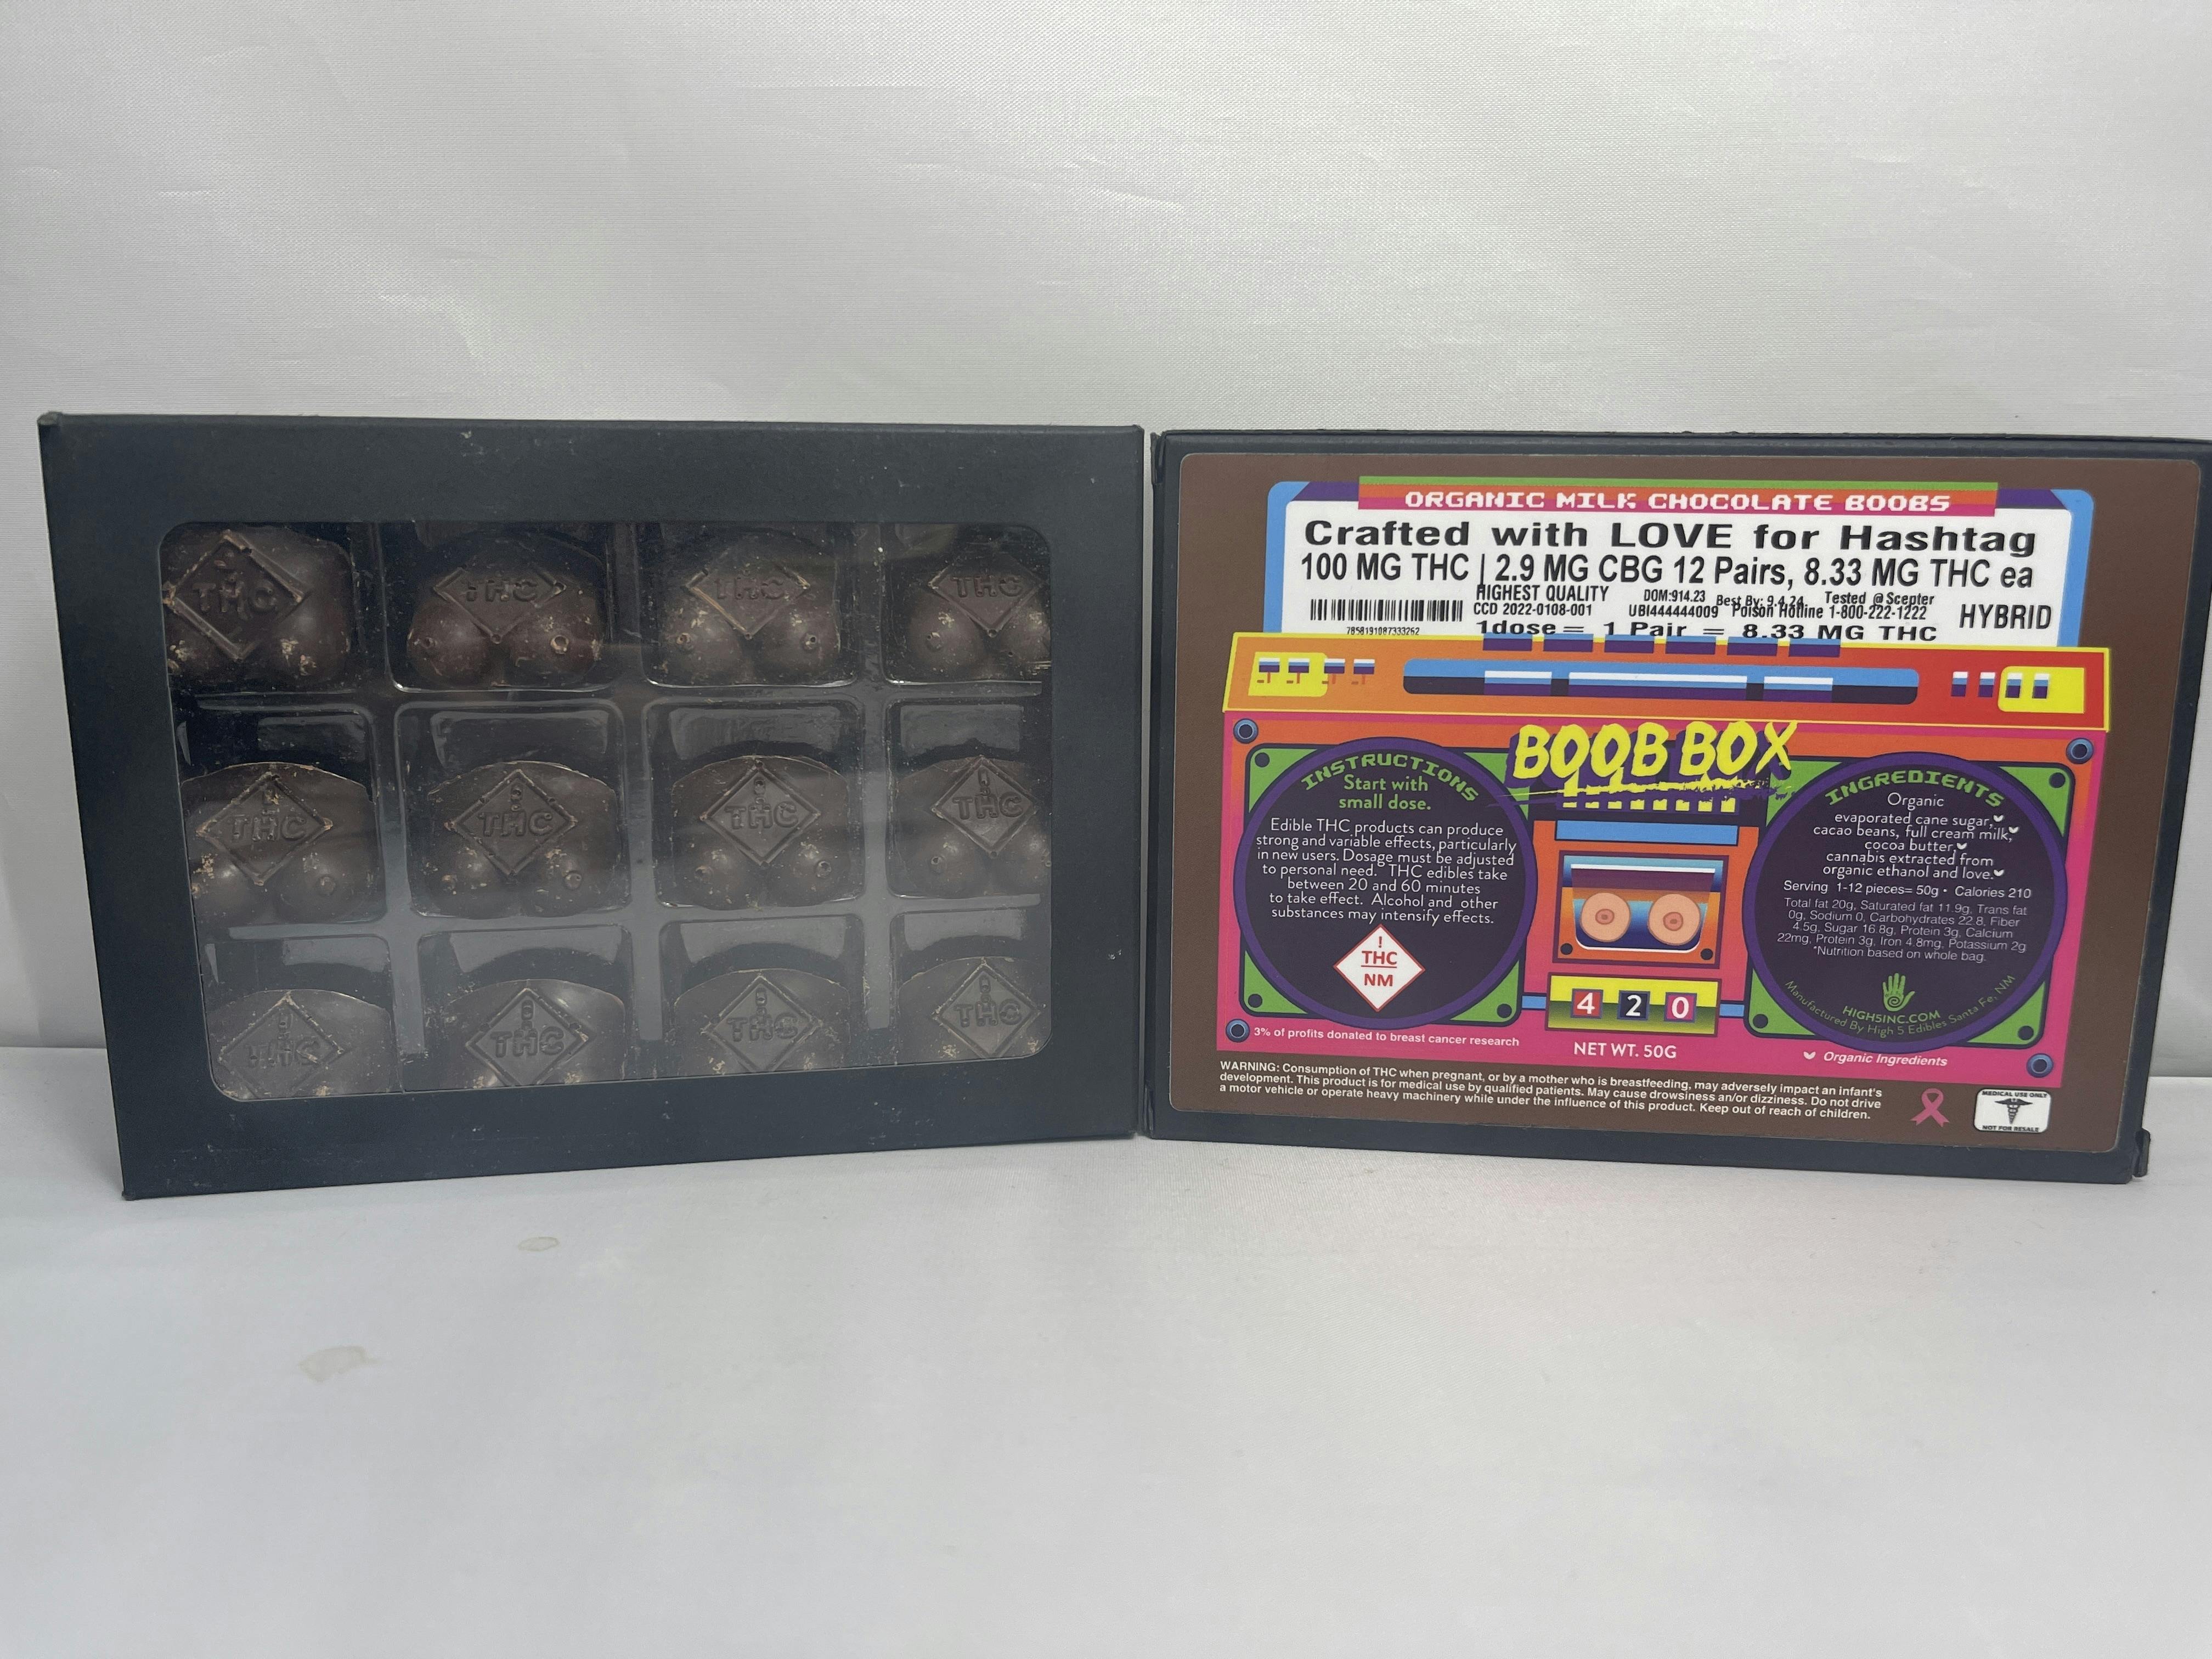 THC
THC
THC
THC
THC
THC
THC
THC
THC
THC
THC
THC
ORGANIC MILK CHOCOLATE BOOBS
Crafted with LOVE for Hashtag
100 MG THC | 2.9 MG CBG 12 Pairs, 8.33 MG THC ea
HIGHEST QUALITY DOM:914.23 Best By: 9.4.24 Tested @Scepter
CCD 2022-0108-001 UBI444444009 Poison Hotline 1-800-222-1222 HYBRID
7858191087333262
1dose = 1 Pair = 8.33 MG THC
BOOB BOX
INSTRUCTIONS
Start with
small dose.
Edible THC products can produce
strong and variable effects, particularly
in new users. Dosage must be adjusted
to personal need. THC edibles take
between 20 and 60 minutes
to take effect. Alcohol and other
substances may intensify effects.
!
THC
NM
4 2 0
INGREDIENTS
Organic
evaporated cane sugar,
cacao beans, full cream milk,
cocoa butter,
cannabis extracted from
organic ethanol and love.
Serving 1-12 pieces= 50g • Calories 210
Total fat 20g, Saturated fat 11.9g, Trans fat
0g, Sodium 0, Carbohydrates 22.8, Fiber
4.5g, Sugar 16.8g, Protein 3g, Calcium
22mg, Protein 3g, Iron 4.8mg, Potassium 2g
*Nutrition based on whole bag.
HIGH5INC.COM
Manufactured By High 5 Edibles Santa Fe, NM
3% of profits donated to breast cancer research
NET WT. 50G
Organic Ingredients
WARNING: Consumption of THC when pregnant, or by a mother who is breastfeeding, may adversely impact an infant's
development. This product is for medical use by qualified patients. May cause drowsiness an/or dizziness. Do not drive
a motor vehicle or operate heavy machinery while under the influence of this product. Keep out of reach of children.
MEDICAL USE ONLY
NOT FOR RESALE